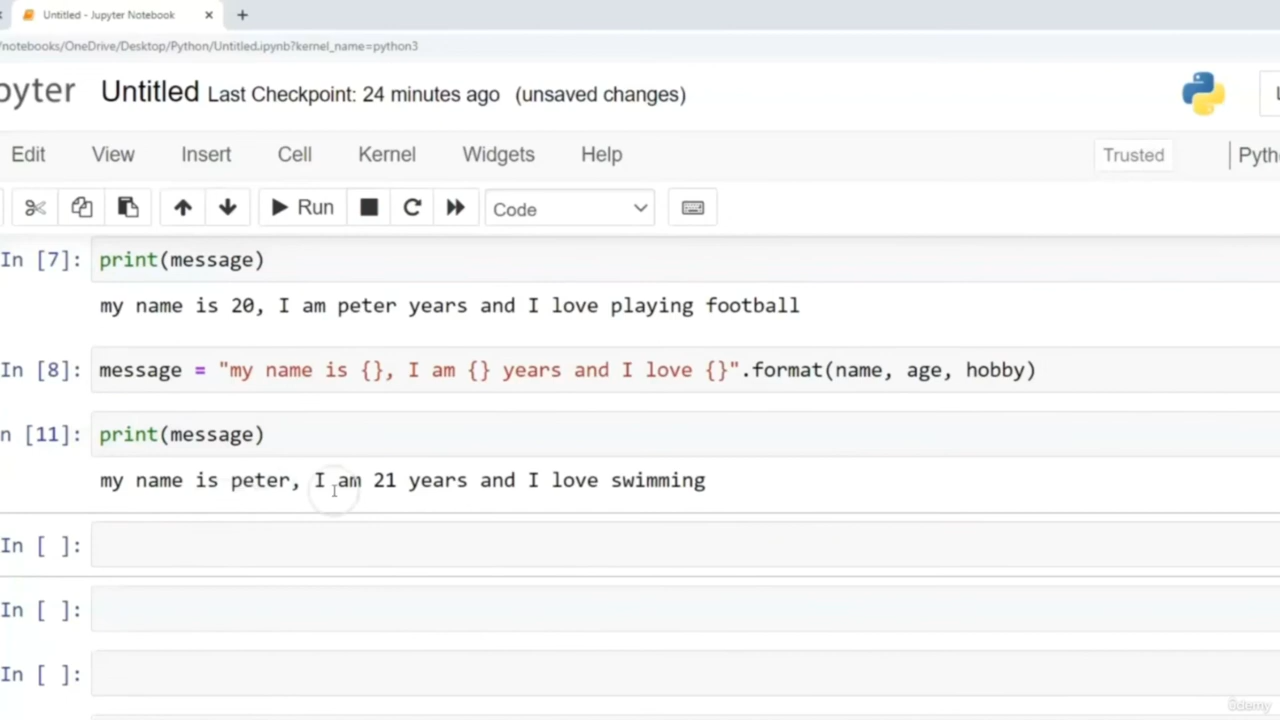 Untitled - Jupyter Notebook
/notebooks/OneDrive/Desktop/Python/Untitled.ipynb?kernel_name=python3
pyter Untitled Last Checkpoint: 24 minutes ago (unsaved changes)
Edit View Insert Cell Kernel Widgets Help Trusted Pyth
Run Code
In [7]: print(message)
my name is 20, I am peter years and I love playing football
In [8]: message = "my name is {}, I am {} years and I love {}".format(name, age, hobby)
n [11]: print(message)
my name is peter, I am 21 years and I love swimming
In [ ]:
In [ ]:
In [ ]:
ûdemy